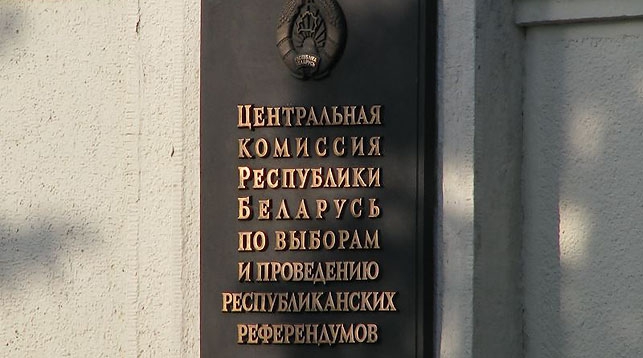 ЦЕНТРАЛЬНАЯ
КОМИССИЯ
РЕСПУБЛИКИ
БЕЛАРУСЬ
ПО ВЫБОРАМ
И ПРОВЕДЕНИЮ
РЕСПУБЛИКАНСКИХ
РЕФЕРЕНДУМОВ